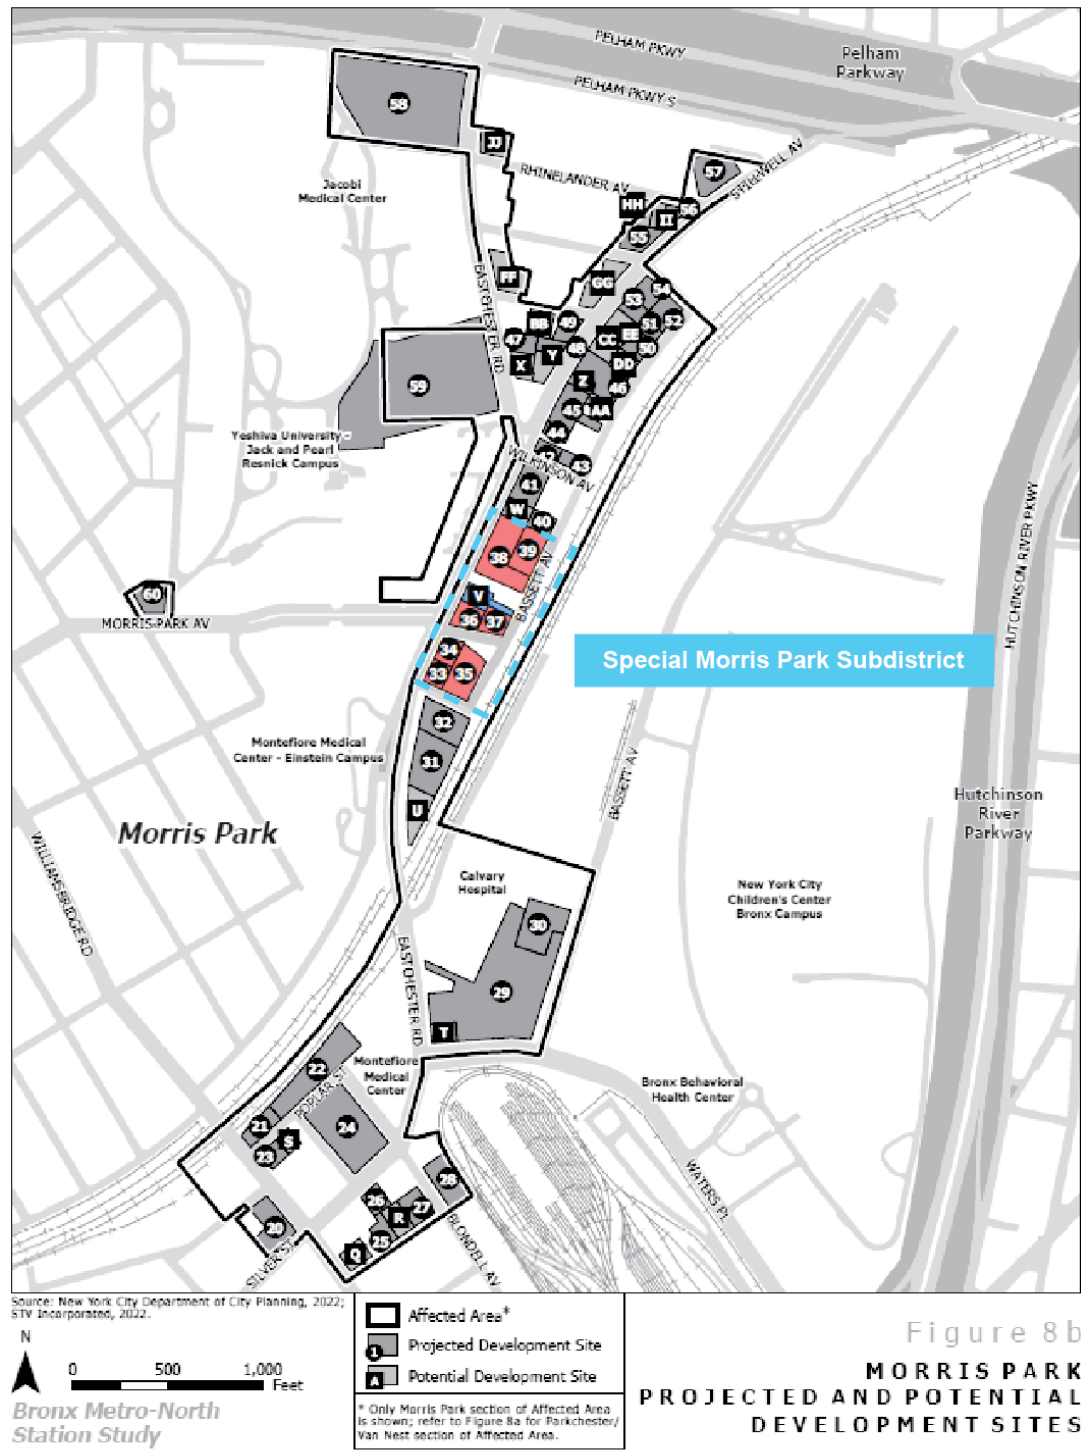 PELHAM PKWY
Pelham
Parkway
PELHAM PKWY S
58
JJ
RHINELANDER AV
57
STILLWELL AV
Jacobi
Medical Center
HH
56
II
55
FF
GG
54
53
EASTCHESTER RD
BB
49
51
52
47
CC
EE
48
50
X
Y
DD
Z
46
59
45
AA
44
Yeshiva University -
Jack and Pearl
Resnick Campus
WILKINSON AV
43
41
W
40
38
39
BASSETT AV
HUTCHINSON RIVER PKWY
60
V
36
37
MORRIS PARK AV
34
33
35
Special Morris Park Subdistrict
32
Montefiore Medical
Center - Einstein Campus
31
BASSETT AV
U
Hutchinson
River
Parkway
Morris Park
WILLIAMSBRIDGE RD
Calvary
Hospital
New York City
Children's Center
Bronx Campus
30
EASTCHESTER RD
29
T
22
Montefiore
Medical
Center
POPLAR ST
Bronx Behavioral
Health Center
21
24
S
23
WATERS PL
28
26
27
R
20
25
Q
SILVER ST
BLONDELL AV
Source: New York City Department of City Planning, 2022;
STV Incorporated, 2022.
N
0 500 1,000
Feet
Bronx Metro-North
Station Study
Affected Area*
1 Projected Development Site
A Potential Development Site
* Only Morris Park section of Affected Area
is shown; refer to Figure 8a for Parkchester/
Van Nest section of Affected Area.
Figure 8b
MORRIS PARK
PROJECTED AND POTENTIAL
DEVELOPMENT SITES